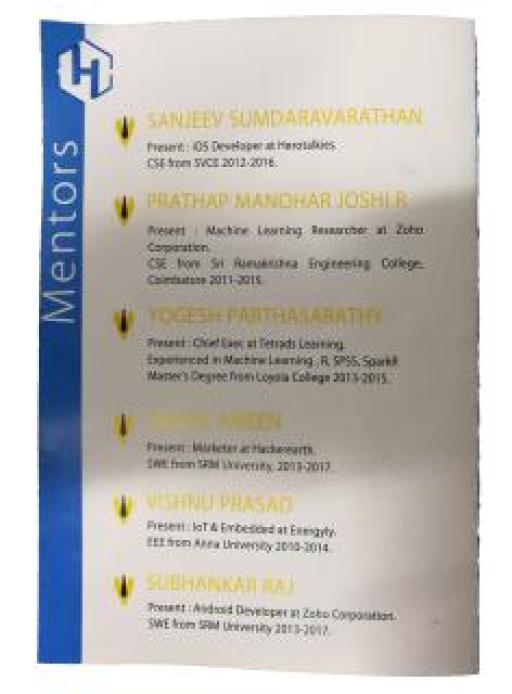 Mentors
SANJEEV SUMDARAVARATHAN
Present : iOS Developer at Herotalkies.
CSE from SVCE 2012-2016.
PRATHAP MANOHAR JOSHI R
Present : Machine Learning Researcher at Zoho
Corporation.
CSE from Sri Ramakrishna Engineering College,
Coimbatore 2011-2015.
YOGESH PARTHASARATHY
Present : Chief Exec at Tetrads Learning.
Experienced in Machine Learning , R, SPSS, SparkR
Master's Degree from Loyola College 2013-2015.
AMEEN
Present : Marketer at Hackerearth.
SWE from SRM University, 2013-2017.
VISHNU PRASAD
Present : IoT & Embedded at Energyly.
EEE from Anna University 2010-2014.
SUBHANKAR RAJ
Present : Android Developer at Zoho Corporation.
SWE from SRM University 2013-2017.